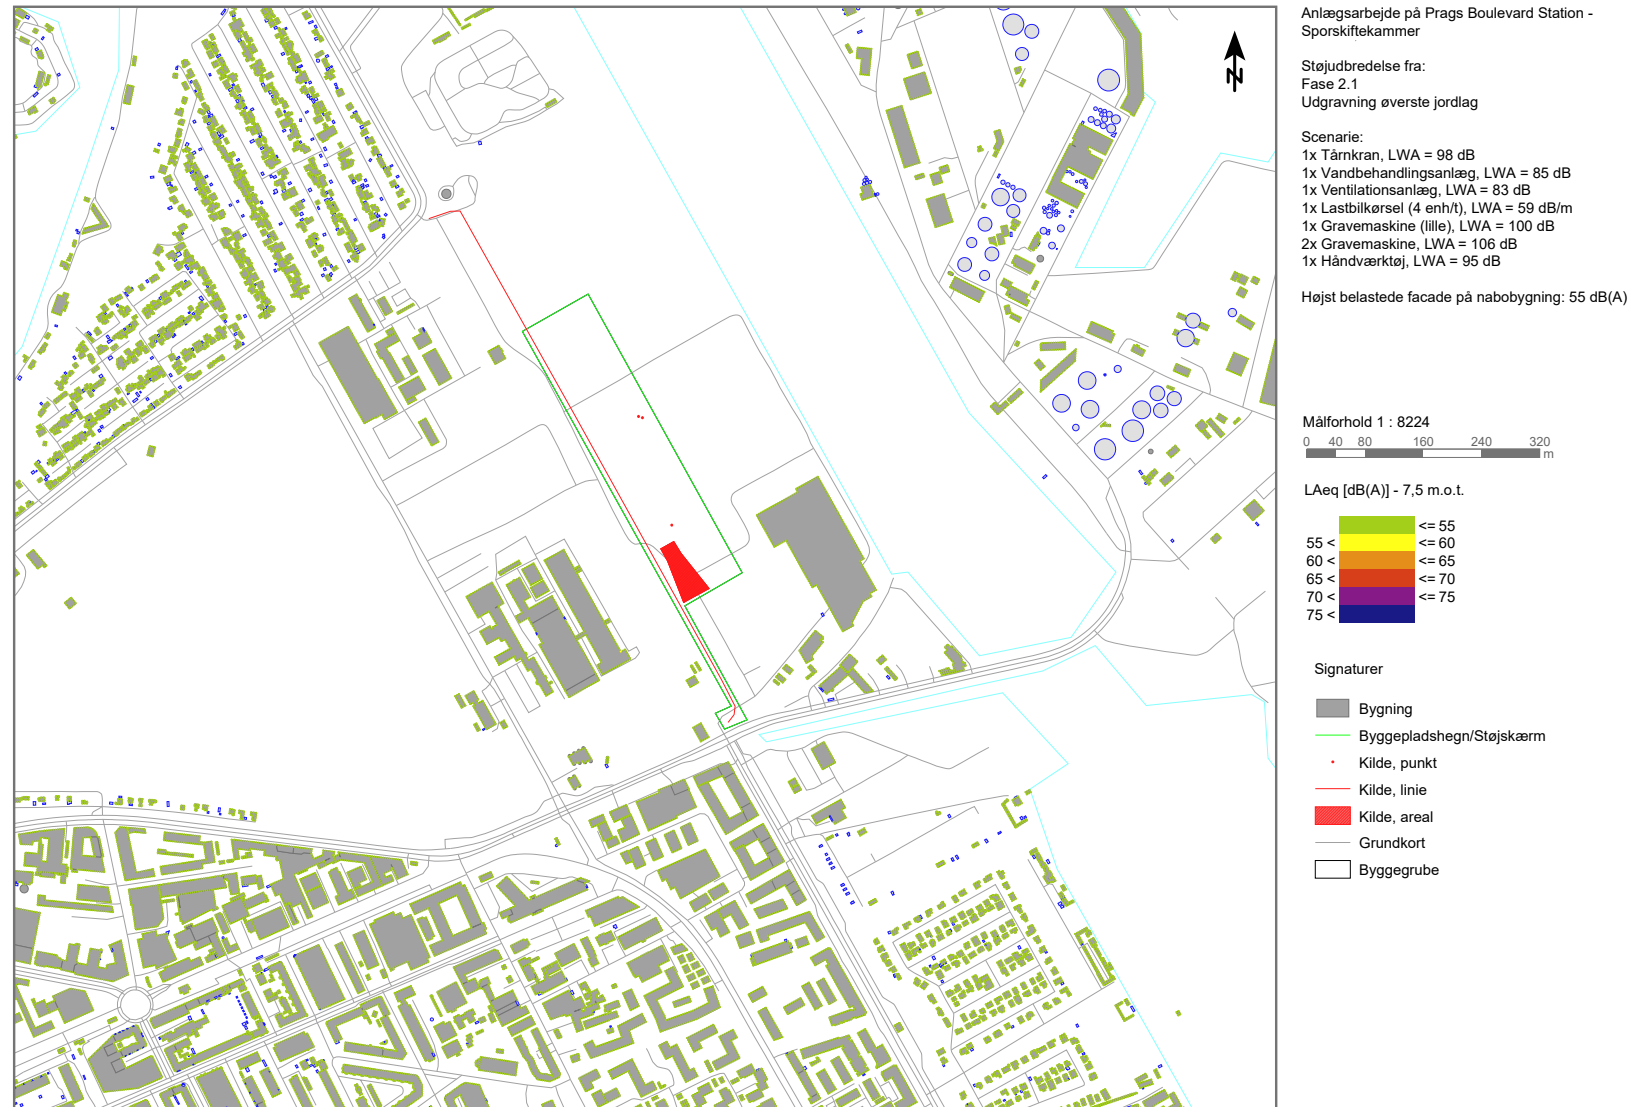 Anlægsarbejde på Prags Boulevard Station -
Sporskiftekammer
Støjudbredelse fra:
Fase 2.1
Udgravning øverste jordlag
Scenarie:
1x Tårnkran, LWA = 98 dB
1x Vandbehandlingsanlæg, LWA = 85 dB
1x Ventilationsanlæg, LWA = 83 dB
1x Lastbilkørsel (4 enh/t), LWA = 59 dB/m
1x Gravemaskine (lille), LWA = 100 dB
2x Gravemaskine, LWA = 106 dB
1x Håndværktøj, LWA = 95 dB
Højst belastede facade på nabobygning: 55 dB(A)
N
Målforhold 1 : 8224
0 40 80 160 240 320
m
LAeq [dB(A)] - 7,5 m.o.t.
<= 55
55 < <= 60
60 < <= 65
65 < <= 70
70 < <= 75
75 <
Signaturer
Bygning
Byggepladshegn/Støjskærm
Kilde, punkt
Kilde, linie
Kilde, areal
Grundkort
Byggegrube